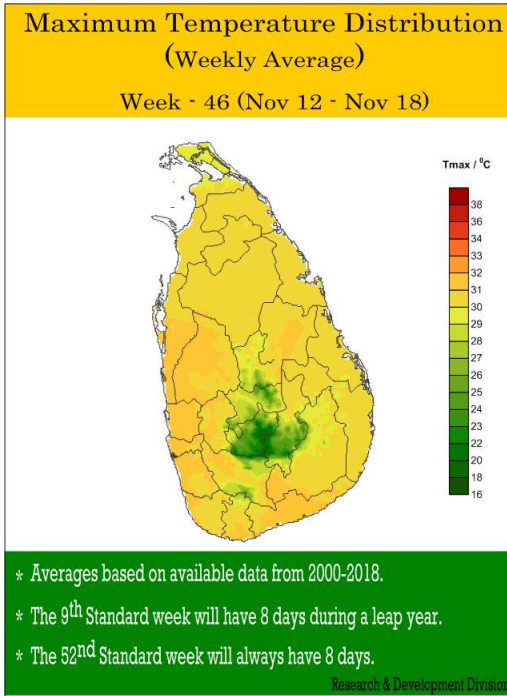 Maximum Temperature Distribution
(Weekly Average)
Week - 46 (Nov 12 - Nov 18)
Tmax / ⁰C
38
36
34
33
32
31
30
29
28
27
26
25
24
23
22
20
18
16
* Averages based on available data from 2000-2018.
* The 9th Standard week will have 8 days during a leap year.
* The 52nd Standard week will always have 8 days.
Research & Development Division